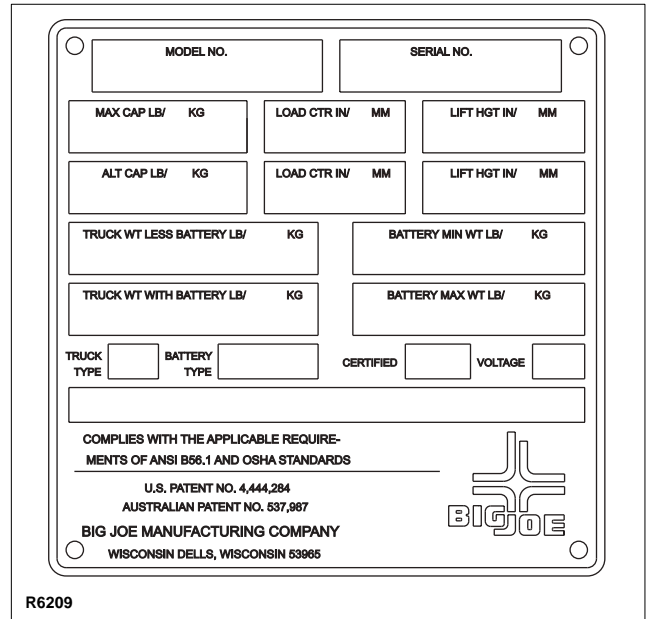 MODEL NO. SERIAL NO.
MAX CAP LB/ KG LOAD CTR IN/ MM LIFT HGT IN/ MM
ALT CAP LB/ KG LOAD CTR IN/ MM LIFT HGT IN/ MM
TRUCK WT LESS BATTERY LB/ KG BATTERY MIN WT LB/ KG
TRUCK WT WITH BATTERY LB/ KG BATTERY MAX WT LB/ KG
TRUCK TYPE BATTERY TYPE CERTIFIED VOLTAGE
COMPLIES WITH THE APPLICABLE REQUIRE-
MENTS OF ANSI B56.1 AND OSHA STANDARDS
U.S. PATENT NO. 4,444,284
AUSTRALIAN PATENT NO. 537,987
BIG JOE MANUFACTURING COMPANY
WISCONSIN DELLS, WISCONSIN 53965
BIG JOE
R6209